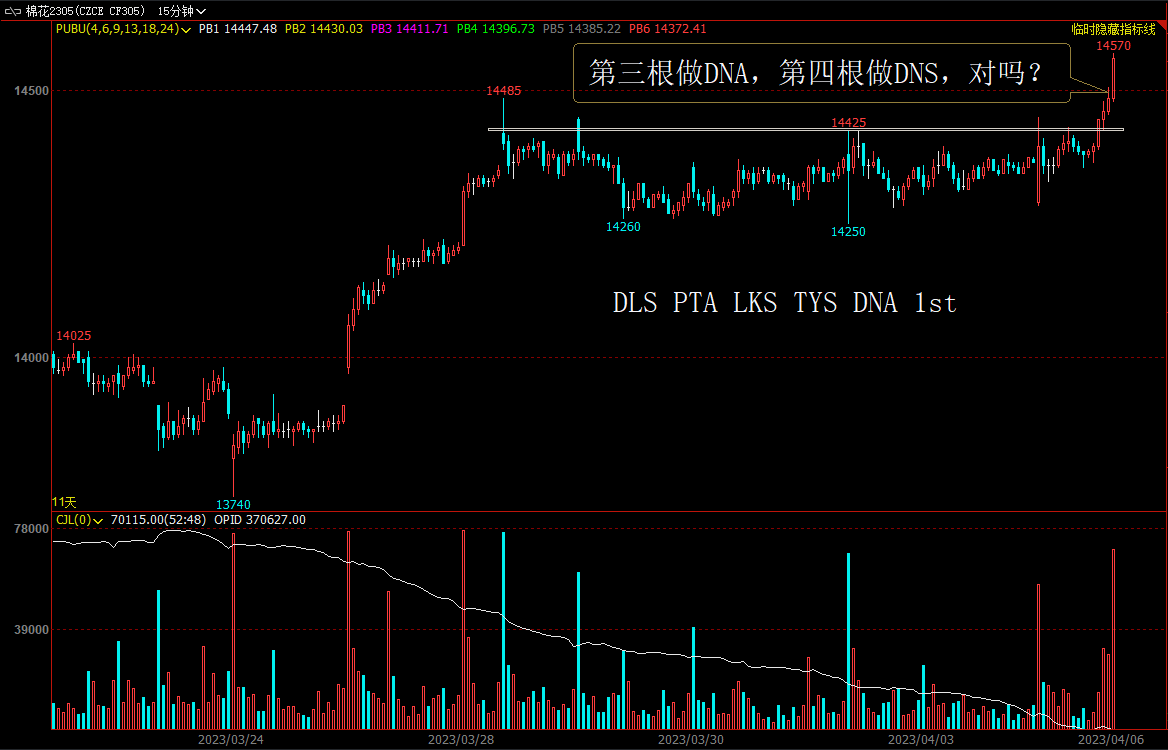 棉花2305(CZCE CF305) 15分钟
PUBU(4,6,9,13,18,24) PB1 14447.48 PB2 14430.03 PB3 14411.71 PB4 14396.73 PB5 14385.22 PB6 14372.41
临时隐藏指标线
14570
第三根做DNA，第四根做DNS，对吗？
14500
14485
14425
14260
14250
DLS PTA LKS TYS DNA 1st
14025
14000
11天
13740
CJL(0) 70115.00(52:48) OPID 370627.00
78000
39000
2023/03/24 2023/03/28 2023/03/30 2023/04/03 2023/04/06